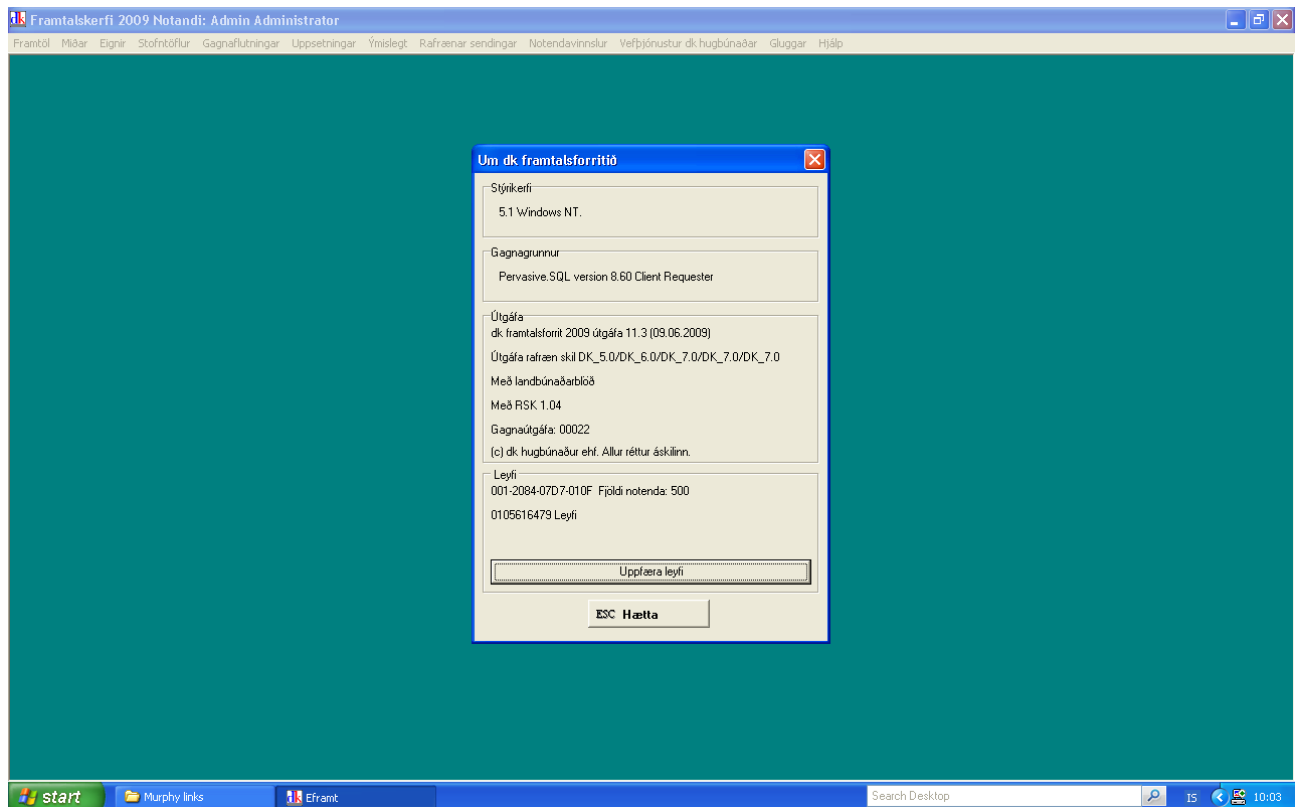 dk Framtalskerfi 2009 Notandi: Admin Administrator
Framtöl Miðar Eignir Stofntöflur Gagnaflutningar Uppsetningar Ýmislegt Rafrænar sendingar Notendavinnslur Vefþjónustur dk hugbúnaðar Gluggar Hjálp
Um dk framtalsforritið
Stýrikerfi
5.1 Windows NT.
Gagnagrunnur
Pervasive.SQL version 8.60 Client Requester
Útgáfa
dk framtalsforrit 2009 útgáfa 11.3 (09.06.2009)
Útgáfa rafræn skil DK_5.0/DK_6.0/DK_7.0/DK_7.0/DK_7.0
Með landbúnaðarblöð
Með RSK 1.04
Gagnaútgáfa: 00022
(c) dk hugbúnaður ehf. Allur réttur áskilinn.
Leyfi
001-2084-07D7-010F Fjöldi notenda: 500
0105616479 Leyfi
Uppfæra leyfi
ESC Hætta
start Murphy links dk Eframt Search Desktop IS 10:03